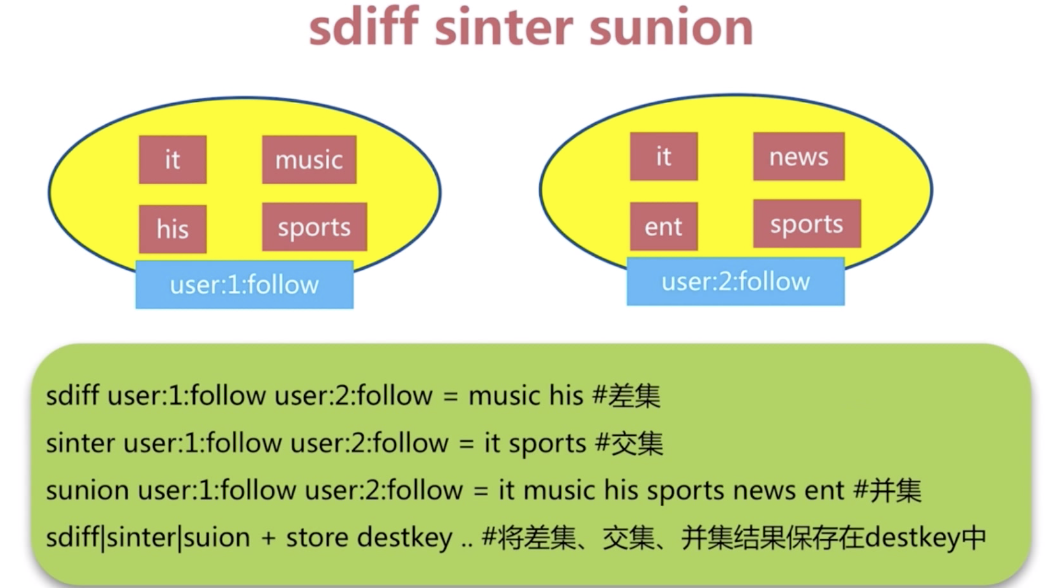 sdiff sinter sunion
it music
his sports
user:1:follow
it news
ent sports
user:2:follow
sdiff user:1:follow user:2:follow = music his #差集
sinter user:1:follow user:2:follow = it sports #交集
sunion user:1:follow user:2:follow = it music his sports news ent #并集
sdiff|sinter|suion + store destkey .. #将差集、交集、并集结果保存在destkey中